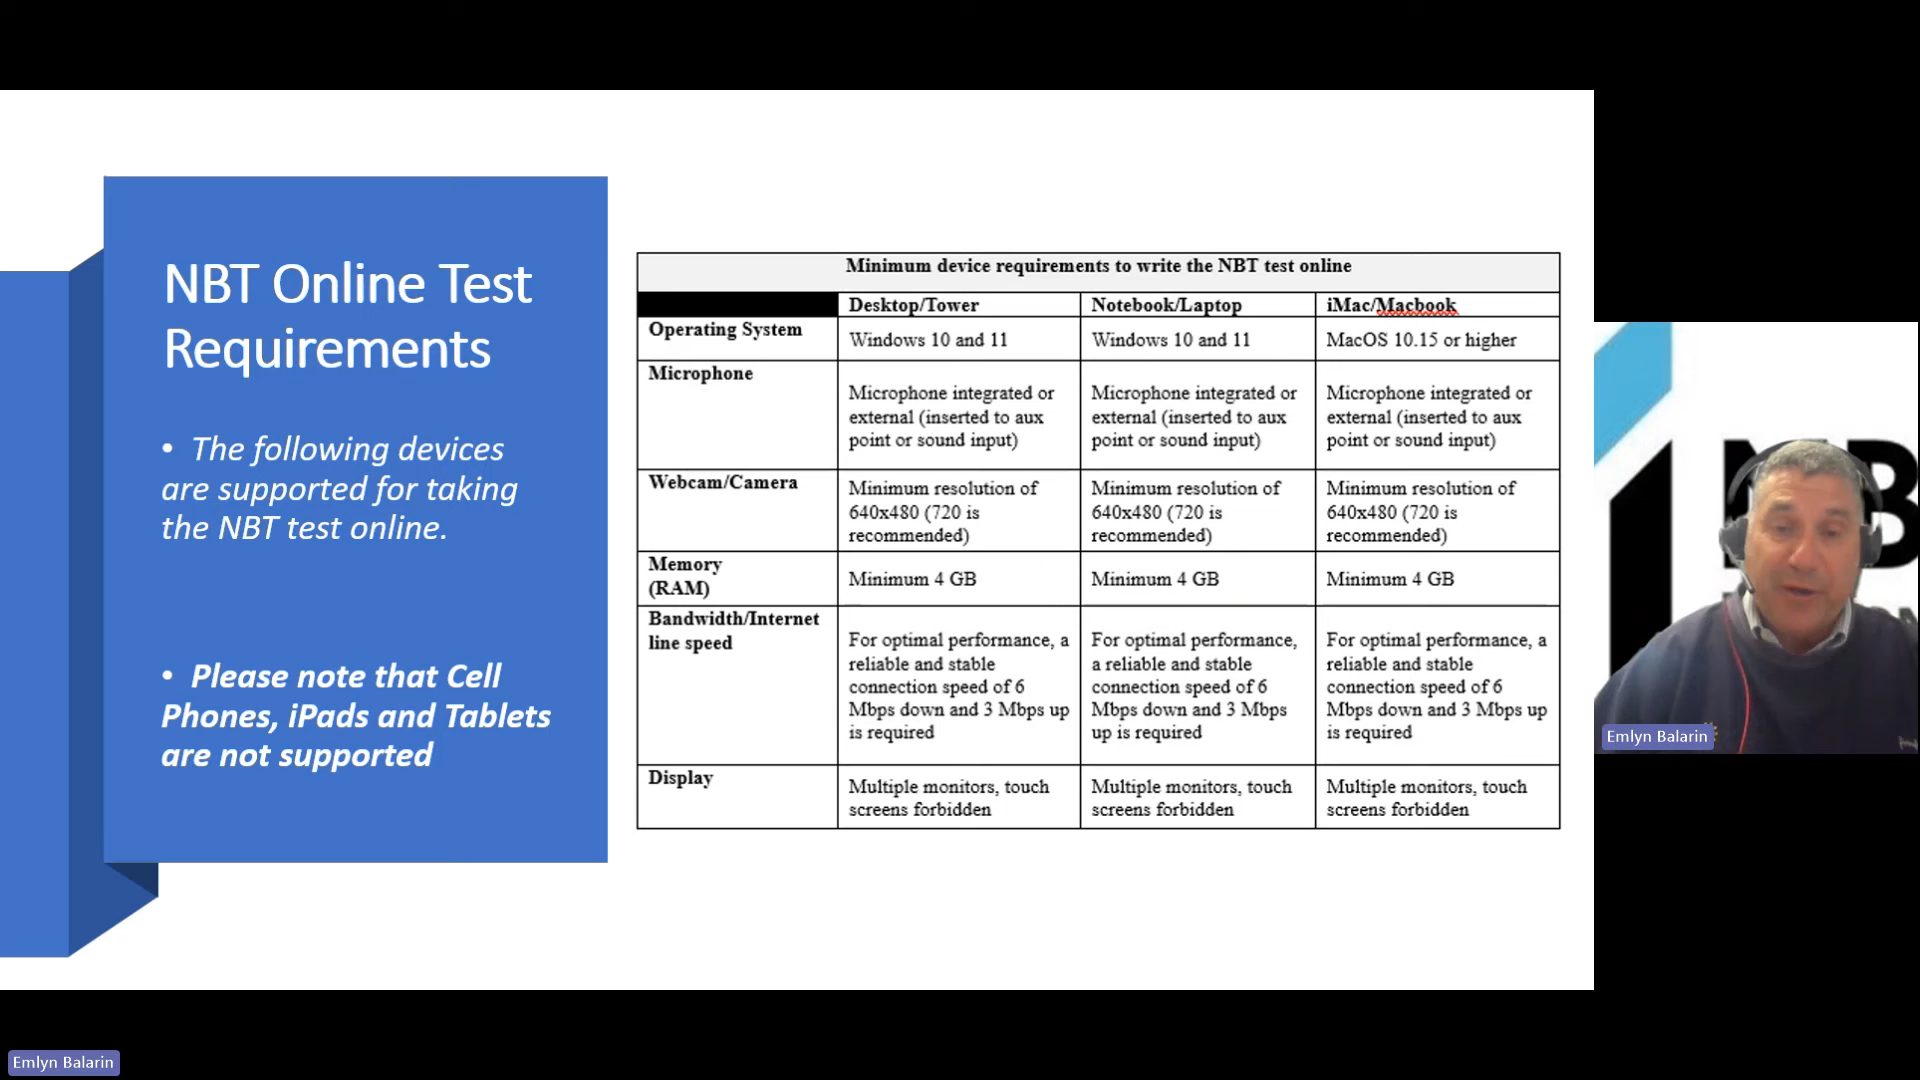 NBT Online Test
Requirements
• The following devices
are supported for taking
the NBT test online.
• Please note that Cell
Phones, iPads and Tablets
are not supported
Minimum device requirements to write the NBT test online
Desktop/Tower
Notebook/Laptop
iMac/Macbook
Operating System
Windows 10 and 11
Windows 10 and 11
MacOS 10.15 or higher
Microphone
Microphone integrated or
external (inserted to aux
point or sound input)
Microphone integrated or
external (inserted to aux
point or sound input)
Microphone integrated or
external (inserted to aux
point or sound input)
Webcam/Camera
Minimum resolution of
640x480 (720 is
recommended)
Minimum resolution of
640x480 (720 is
recommended)
Minimum resolution of
640x480 (720 is
recommended)
Memory
(RAM)
Minimum 4 GB
Minimum 4 GB
Minimum 4 GB
Bandwidth/Internet
line speed
For optimal performance, a
reliable and stable
connection speed of 6
Mbps down and 3 Mbps up
is required
For optimal performance,
a reliable and stable
connection speed of 6
Mbps down and 3 Mbps
up is required
For optimal performance, a
reliable and stable
connection speed of 6
Mbps down and 3 Mbps up
is required
Display
Multiple monitors, touch
screens forbidden
Multiple monitors, touch
screens forbidden
Multiple monitors, touch
screens forbidden
Emlyn Balarin
Emlyn Balarin